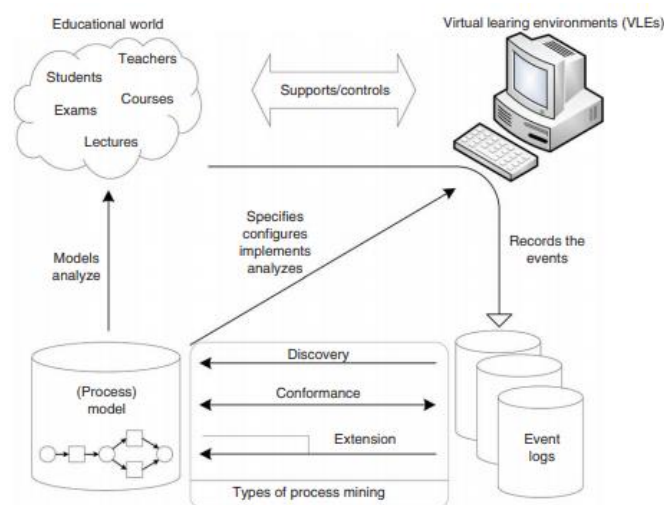 Educational world
Virtual learing environments (VLEs)
Teachers
Students
Courses
Exams
Lectures
Supports/controls
Specifies
configures
implements
analyzes
Records the
events
Models
analyze
Discovery
(Process)
model
Conformance
Extension
Event
logs
Types of process mining